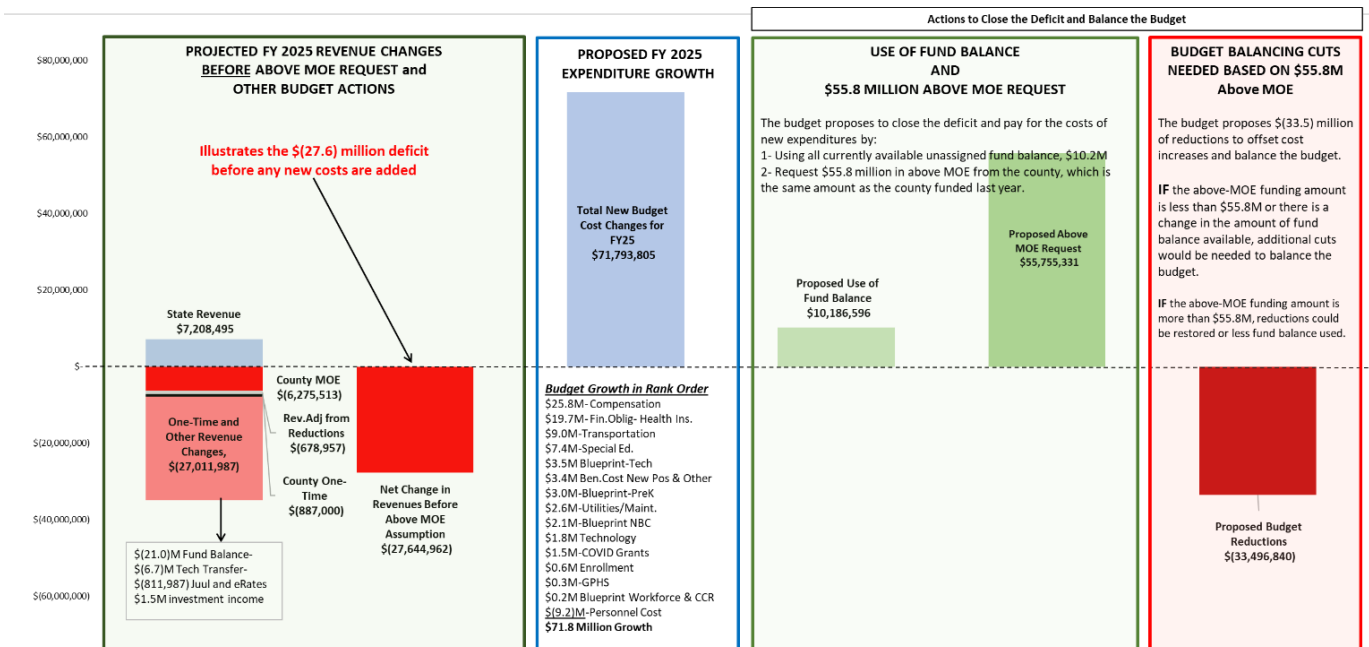 Actions to Close the Deficit and Balance the Budget
PROJECTED FY 2025 REVENUE CHANGES
BEFORE ABOVE MOE REQUEST and
OTHER BUDGET ACTIONS
Illustrates the $(27.6) million deficit
before any new costs are added
$80,000,000
$60,000,000
$40,000,000
$20,000,000
$-
$(20,000,000)
$(40,000,000)
$(60,000,000)
State Revenue
$7,208,495
County MOE
$(6,275,513)
Rev.Adj from
Reductions
$(678,957)
County One-
Time
$(887,000)
One-Time and
Other Revenue
Changes,
$(27,011,987)
Net Change in
Revenues Before
Above MOE
Assumption
$(27,644,962)
$(21.0)M Fund Balance-
$(6.7)M Tech Transfer-
$(811,987) Juul and eRates
$1.5M investment income
PROPOSED FY 2025
EXPENDITURE GROWTH
Total New Budget
Cost Changes for
FY25
$71,793,805
Budget Growth in Rank Order
$25.8M- Compensation
$19.7M- Fin.Oblig- Health Ins.
$9.0M-Transportation
$7.4M-Special Ed.
$3.5M Blueprint-Tech
$3.4M Ben.Cost New Pos & Other
$3.0M-Blueprint-PreK
$2.6M-Utilities/Maint.
$2.1M-Blueprint NBC
$1.8M Technology
$1.5M-COVID Grants
$0.6M Enrollment
$0.3M-GPHS
$0.2M Blueprint Workforce & CCR
$(9.2)M-Personnel Cost
$71.8 Million Growth
USE OF FUND BALANCE
AND
$55.8 MILLION ABOVE MOE REQUEST
The budget proposes to close the deficit and pay for the costs of
new expenditures by:
1- Using all currently available unassigned fund balance, $10.2M
2- Request $55.8 million in above MOE from the county, which is
the same amount as the county funded last year.
Proposed Use of
Fund Balance
$10,186,596
Proposed Above
MOE Request
$55,755,331
BUDGET BALANCING CUTS
NEEDED BASED ON $55.8M
Above MOE
The budget proposes $(33.5) million
of reductions to offset cost
increases and balance the budget.
IF the above-MOE funding amount
is less than $55.8M or there is a
change in the amount of fund
balance available, additional cuts
would be needed to balance the
budget.
IF the above-MOE funding amount is
more than $55.8M, reductions could
be restored or less fund balance used.
Proposed Budget
Reductions
$(33,496,840)